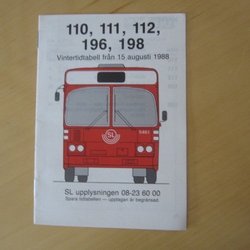 110, 111, 112,
196, 198
Vintertidtabell från 15 augusti 1988
SL
SL upplysningen 08-23 60 00
Spara tidtabellen — upplagan är begränsad.